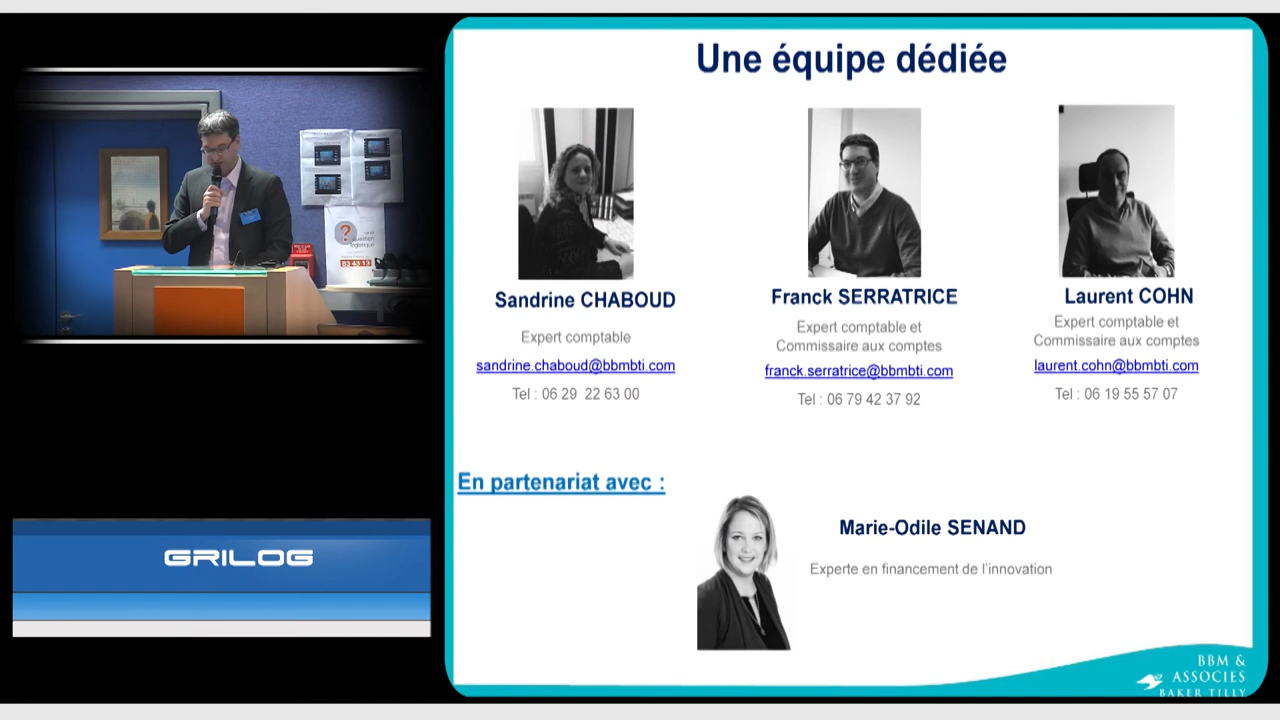 Une équipe dédiée
Sandrine CHABOUD
Expert comptable
sandrine.chaboud@bbmbti.com
Tel : 06 29 22 63 00
Franck SERRATRICE
Expert comptable et
Commissaire aux comptes
franck.serratrice@bbmbti.com
Tel : 06 79 42 37 92
Laurent COHN
Expert comptable et
Commissaire aux comptes
laurent.cohn@bbmbti.com
Tel : 06 19 55 57 07
En partenariat avec :
Marie-Odile SENAND
Experte en financement de l'innovation
BBM &
ASSOCIES
BAKER TILLY
GRILOG
?
question